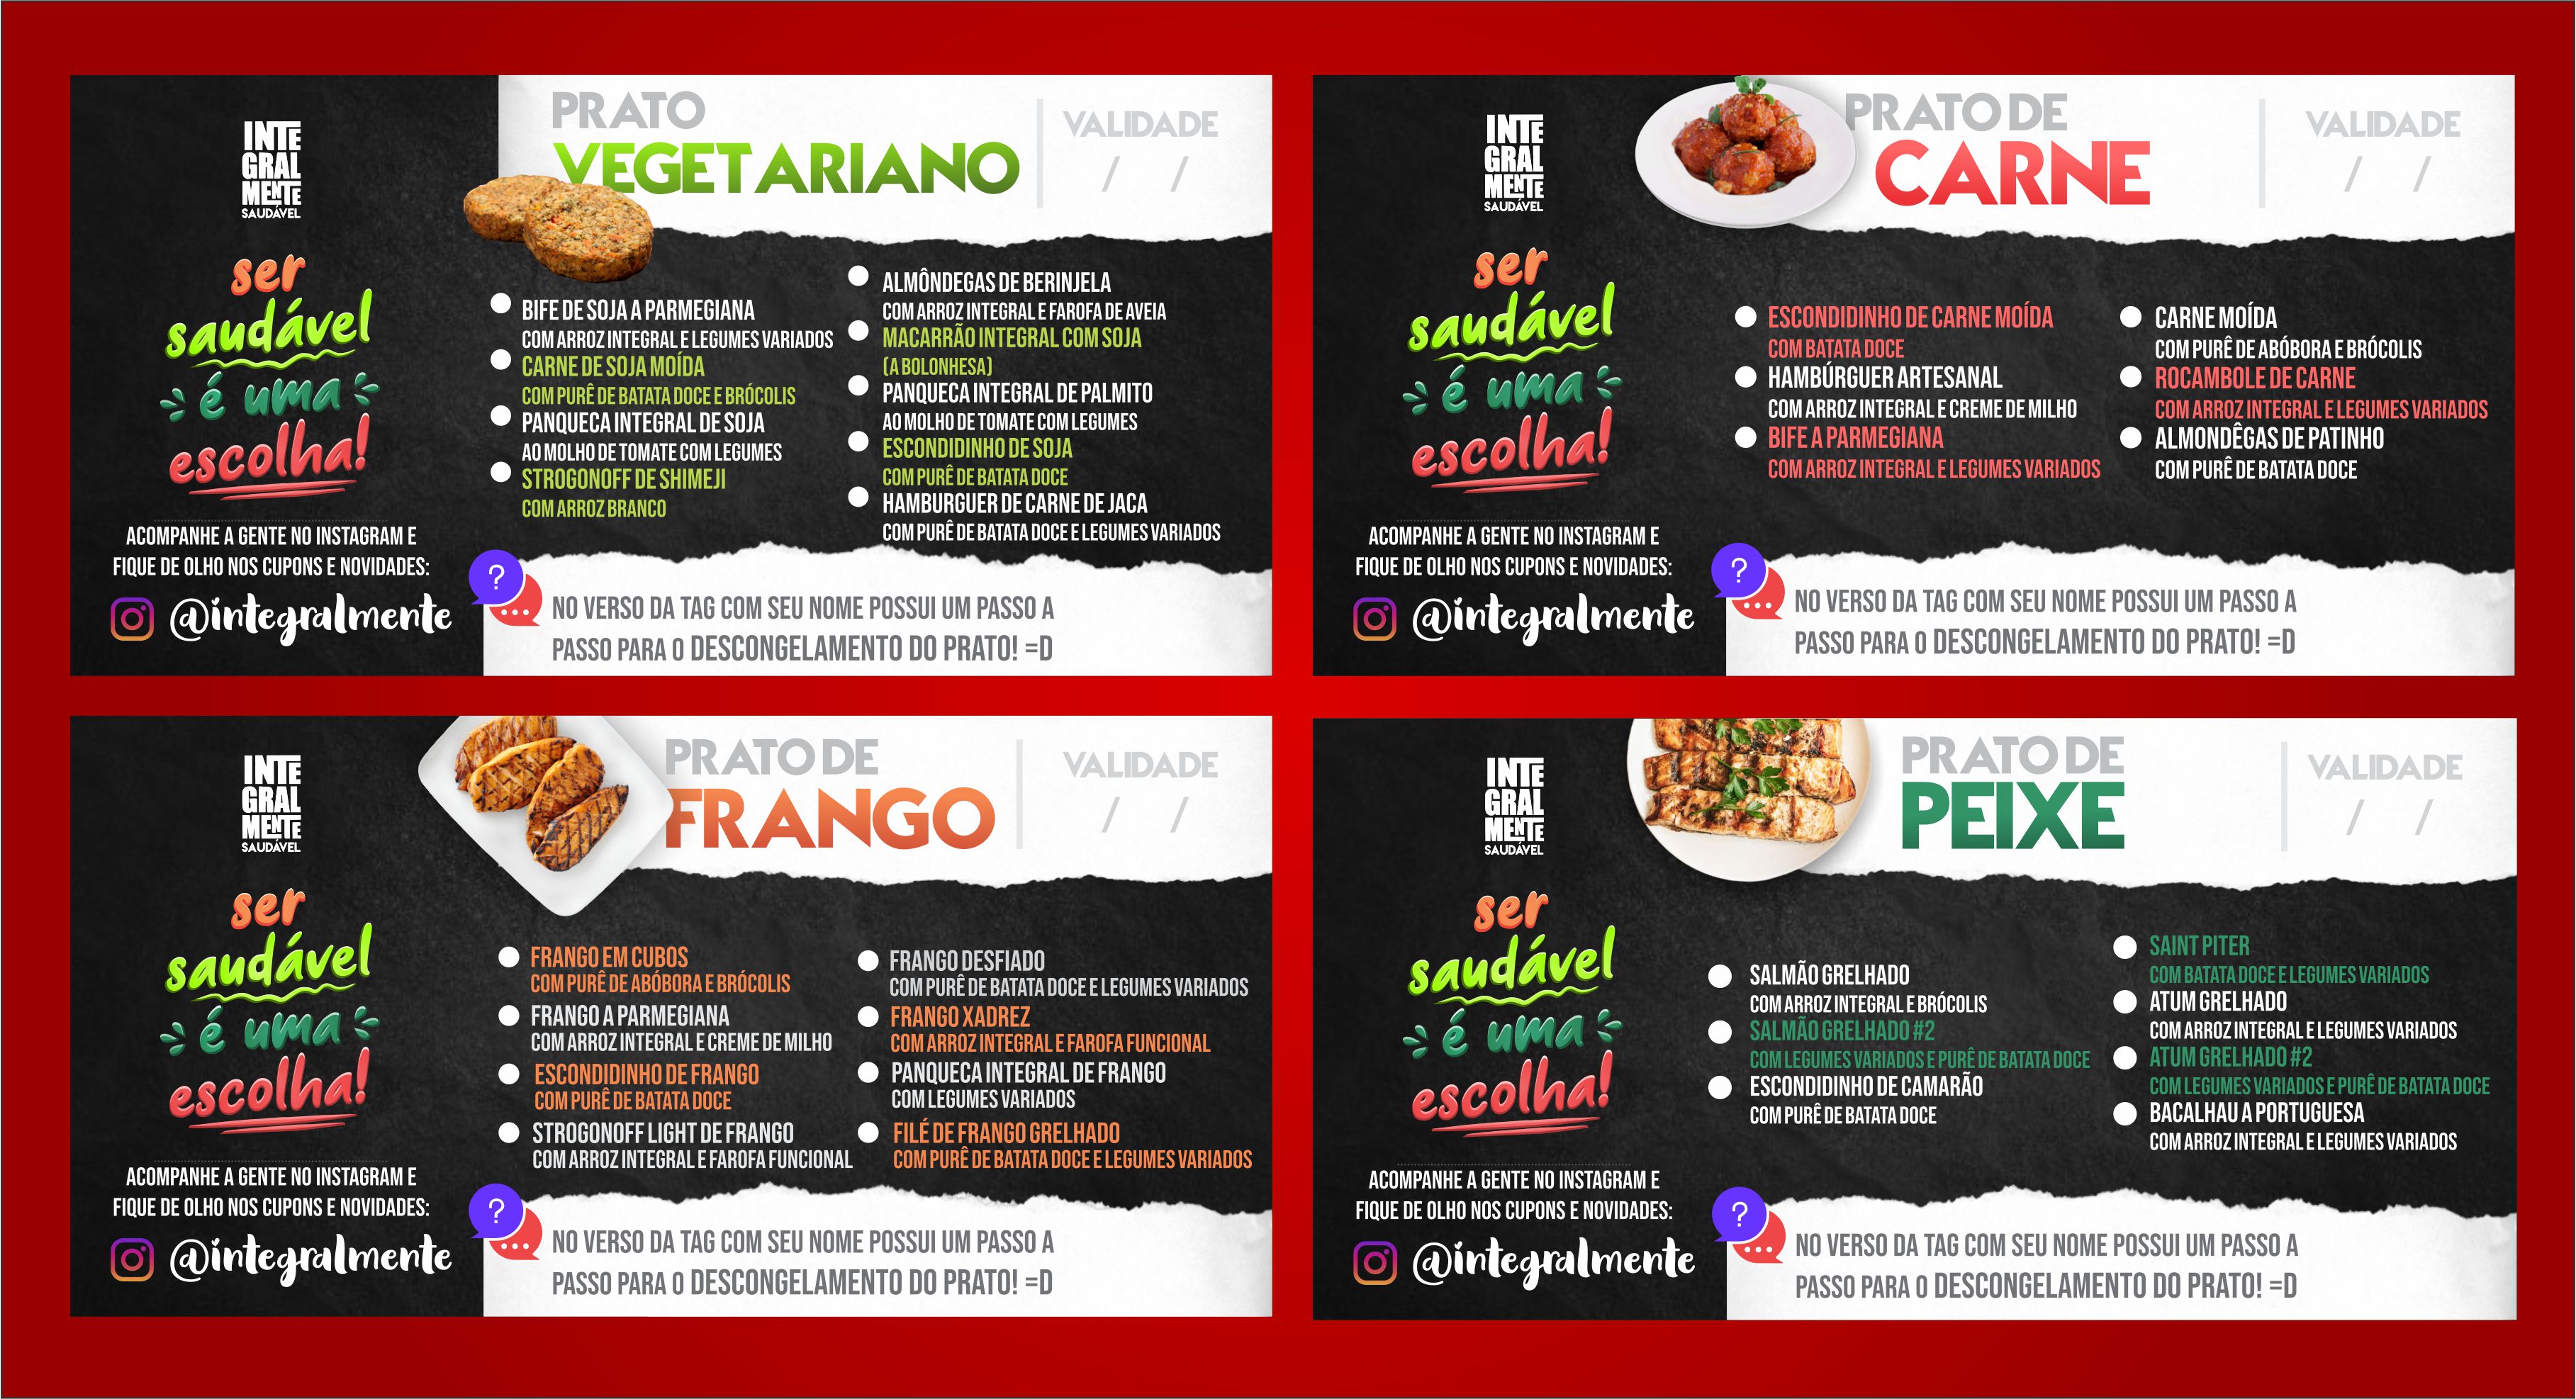 INTE
GRAL
MENTE
SAUDÁVEL
ser
saudável
é uma
escolha!
ACOMPANHE A GENTE NO INSTAGRAM E
FIQUE DE OLHO NOS CUPONS E NOVIDADES:
@integralmente
PRATO
VEGETARIANO
VALIDADE
/ /
BIFE DE SOJA A PARMEGIANA
COM ARROZ INTEGRAL E LEGUMES VARIADOS
CARNE DE SOJA MOÍDA
COM PURÊ DE BATATA DOCE E BRÓCOLIS
PANQUECA INTEGRAL DE SOJA
AO MOLHO DE TOMATE COM LEGUMES
STROGONOFF DE SHIMEJI
COM ARROZ BRANCO
ALMÔNDEGAS DE BERINJELA
COM ARROZ INTEGRAL E FAROFA DE AVEIA
MACARRÃO INTEGRAL COM SOJA
(A BOLONHESA)
PANQUECA INTEGRAL DE PALMITO
AO MOLHO DE TOMATE COM LEGUMES
ESCONDIDINHO DE SOJA
COM PURÊ DE BATATA DOCE
HAMBURGUER DE CARNE DE JACA
COM PURÊ DE BATATA DOCE E LEGUMES VARIADOS
?
NO VERSO DA TAG COM SEU NOME POSSUI UM PASSO A
PASSO PARA O DESCONGELAMENTO DO PRATO! =D
INTE
GRAL
MENTE
SAUDÁVEL
ser
saudável
é uma
escolha!
ACOMPANHE A GENTE NO INSTAGRAM E
FIQUE DE OLHO NOS CUPONS E NOVIDADES:
@integralmente
PRATO DE
CARNE
VALIDADE
/ /
ESCONDIDINHO DE CARNE MOÍDA
COM BATATA DOCE
HAMBÚRGUER ARTESANAL
COM ARROZ INTEGRAL E CREME DE MILHO
BIFE A PARMEGIANA
COM ARROZ INTEGRAL E LEGUMES VARIADOS
CARNE MOÍDA
COM PURÊ DE ABÓBORA E BRÓCOLIS
ROCAMBOLE DE CARNE
COM ARROZ INTEGRAL E LEGUMES VARIADOS
ALMONDÊGAS DE PATINHO
COM PURÊ DE BATATA DOCE
?
NO VERSO DA TAG COM SEU NOME POSSUI UM PASSO A
PASSO PARA O DESCONGELAMENTO DO PRATO! =D
INTE
GRAL
MENTE
SAUDÁVEL
ser
saudável
é uma
escolha!
ACOMPANHE A GENTE NO INSTAGRAM E
FIQUE DE OLHO NOS CUPONS E NOVIDADES:
@integralmente
PRATO DE
FRANGO
VALIDADE
/ /
FRANGO EM CUBOS
COM PURÊ DE ABÓBORA E BRÓCOLIS
FRANGO A PARMEGIANA
COM ARROZ INTEGRAL E CREME DE MILHO
ESCONDIDINHO DE FRANGO
COM PURÊ DE BATATA DOCE
STROGONOFF LIGHT DE FRANGO
COM ARROZ INTEGRAL E FAROFA FUNCIONAL
FRANGO DESFIADO
COM PURÊ DE BATATA DOCE E LEGUMES VARIADOS
FRANGO XADREZ
COM ARROZ INTEGRAL E FAROFA FUNCIONAL
PANQUECA INTEGRAL DE FRANGO
COM LEGUMES VARIADOS
FILÉ DE FRANGO GRELHADO
COM PURÊ DE BATATA DOCE E LEGUMES VARIADOS
?
NO VERSO DA TAG COM SEU NOME POSSUI UM PASSO A
PASSO PARA O DESCONGELAMENTO DO PRATO! =D
INTE
GRAL
MENTE
SAUDÁVEL
ser
saudável
é uma
escolha!
ACOMPANHE A GENTE NO INSTAGRAM E
FIQUE DE OLHO NOS CUPONS E NOVIDADES:
@integralmente
PRATO DE
PEIXE
VALIDADE
/ /
SALMÃO GRELHADO
COM ARROZ INTEGRAL E BRÓCOLIS
SALMÃO GRELHADO #2
COM LEGUMES VARIADOS E PURÊ DE BATATA DOCE
ESCONDIDINHO DE CAMARÃO
COM PURÊ DE BATATA DOCE
SAINT PITER
COM BATATA DOCE E LEGUMES VARIADOS
ATUM GRELHADO
COM ARROZ INTEGRAL E LEGUMES VARIADOS
ATUM GRELHADO #2
COM LEGUMES VARIADOS E PURÊ DE BATATA DOCE
BACALHAU A PORTUGUESA
COM ARROZ INTEGRAL E LEGUMES VARIADOS
?
NO VERSO DA TAG COM SEU NOME POSSUI UM PASSO A
PASSO PARA O DESCONGELAMENTO DO PRATO! =D